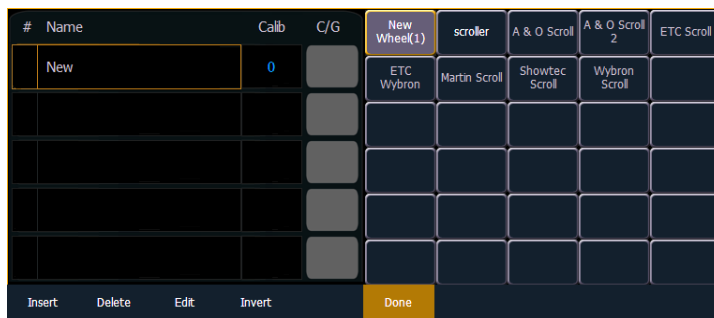 # Name Calib C/G
New 0
New Wheel(1) scroller A & O Scroll A & O Scroll 2 ETC Scroll
ETC Wybron Martin Scroll Showtec Scroll Wybron Scroll
Insert Delete Edit Invert Done